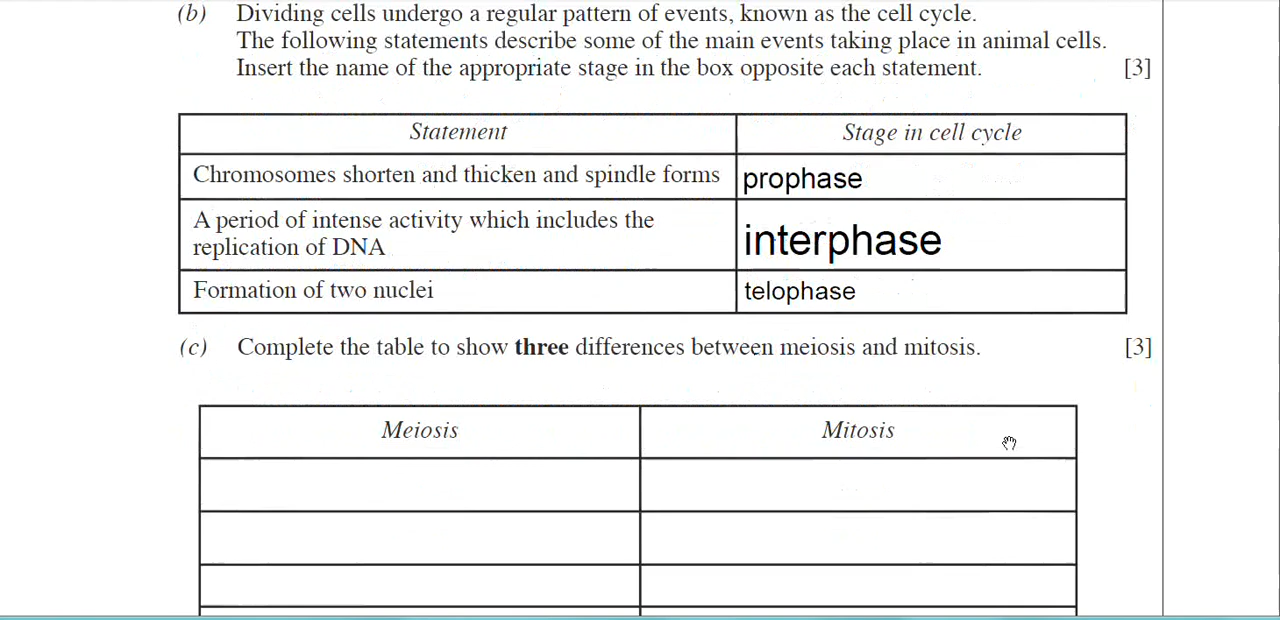 (b) Dividing cells undergo a regular pattern of events, known as the cell cycle.
The following statements describe some of the main events taking place in animal cells.
Insert the name of the appropriate stage in the box opposite each statement. [3]
Statement Stage in cell cycle
Chromosomes shorten and thicken and spindle forms prophase
A period of intense activity which includes the
replication of DNA interphase
Formation of two nuclei telophase
(c) Complete the table to show three differences between meiosis and mitosis. [3]
Meiosis Mitosis